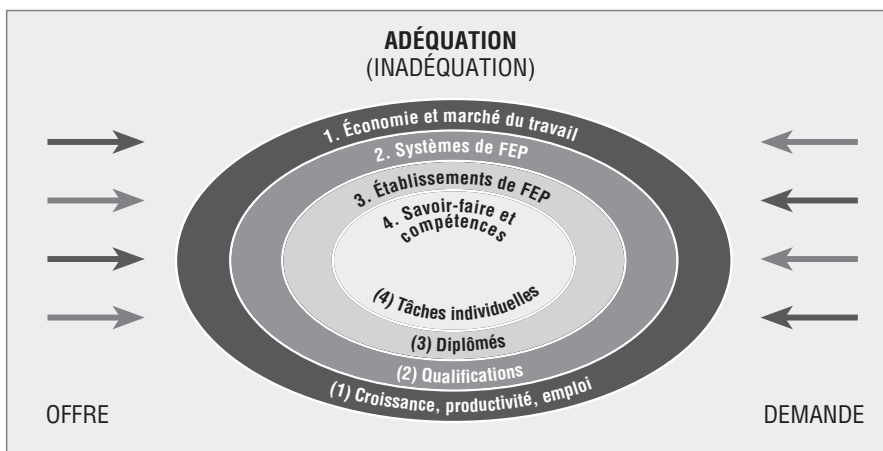 ADÉQUATION
(INADÉQUATION)
1. Économie et marché du travail
2. Systèmes de FEP
3. Établissements de FEP
4. Savoir-faire et
compétences
(4) Tâches individuelles
(3) Diplômés
(2) Qualifications
(1) Croissance, productivité, emploi
OFFRE
DEMANDE